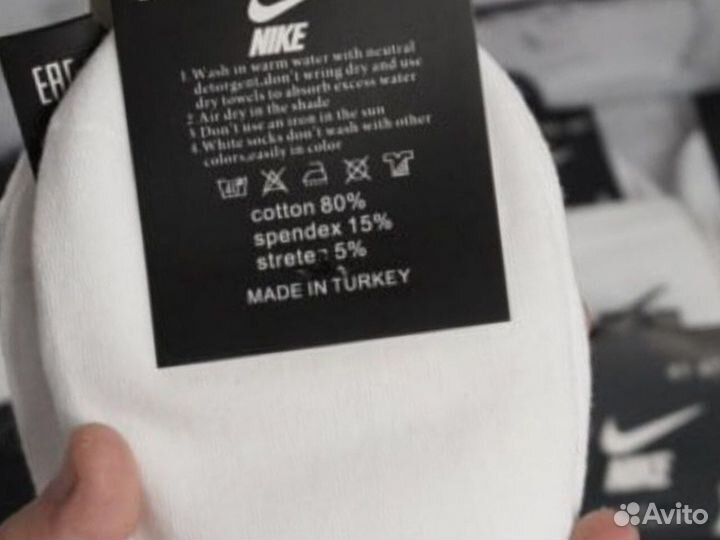 NIKE
1. Wash in warm water with neutral
detorgent,don't wring dry and use
dry towels to absorb excess water
2 Air dry in the shade
3 Don't use an iron in the sun
4 White socks don't wash with other
colors,easily in color
cotton 80%
spendex 15%
5%
MADE IN TURKEY
EAC
NIKE
Avito